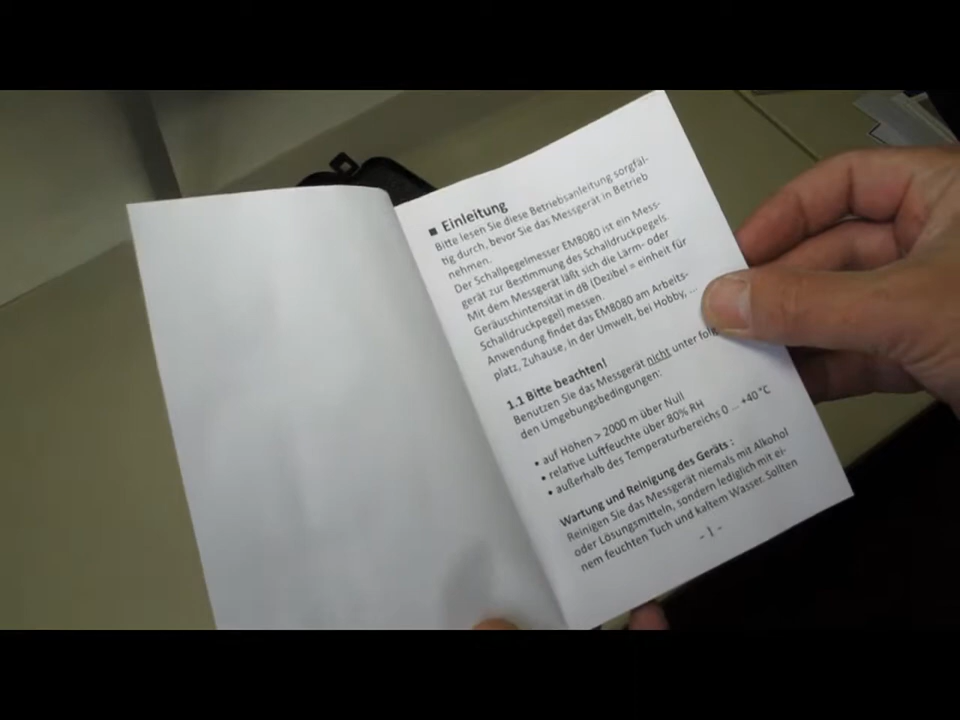 ■ Einleitung
Bitte lesen Sie diese Betriebsanleitung sorgfäl-
tig durch, bevor Sie das Messgerät in Betrieb
nehmen.
Der Schallpegelmesser EM8080 ist ein Mess-
gerät zur Bestimmung des Schalldruckpegels.
Mit dem Messgerät läßt sich die Lärm- oder
Geräuschintensität in dB (Dezibel = einheit für
Schalldruckpegel) messen.
Anwendung findet das EM8080 am Arbeits-
platz, Zuhause, in der Umwelt, bei Hobby, ...
1.1 Bitte beachten!
Benutzen Sie das Messgerät nicht unter
den Umgebungsbedingungen:
• auf Höhen > 2000 m über Null
• relative Luftfeuchte über 80% RH
• außerhalb des Temperaturbereichs 0 ... +40 °C
Wartung und Reinigung des Geräts :
Reinigen Sie das Messgerät niemals mit Alkohol
oder Lösungsmitteln, sondern lediglich mit ei-
nem feuchten Tuch und kaltem Wasser. Sollten
- 1 -